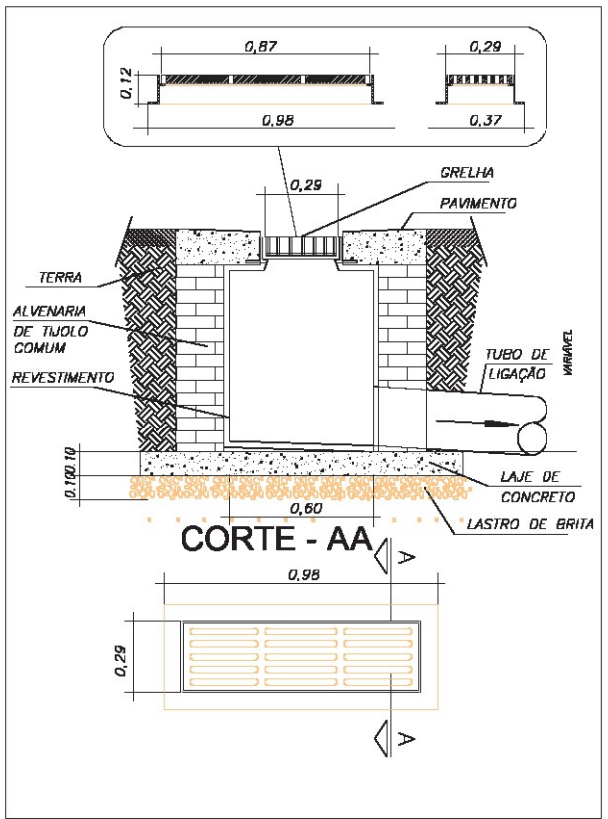 0,87
0,29
0,12
0,98
0,37
0,29
GRELHA
PAVIMENTO
TERRA
ALVENARIA
DE TIJOLO
COMUM
REVESTIMENTO
TUBO DE
LIGAÇÃO
VARIÁVEL
0.10
0.10
LAJE DE
CONCRETO
0,60
LASTRO DE BRITA
CORTE - AA
A
0,98
0,29
A